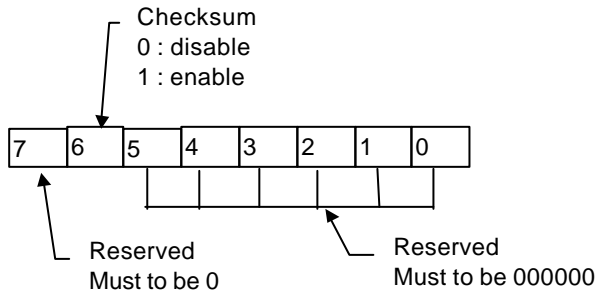 Checksum
0 : disable
1 : enable
7 6 5 4 3 2 1 0
Reserved
Must to be 0
Reserved
Must to be 000000